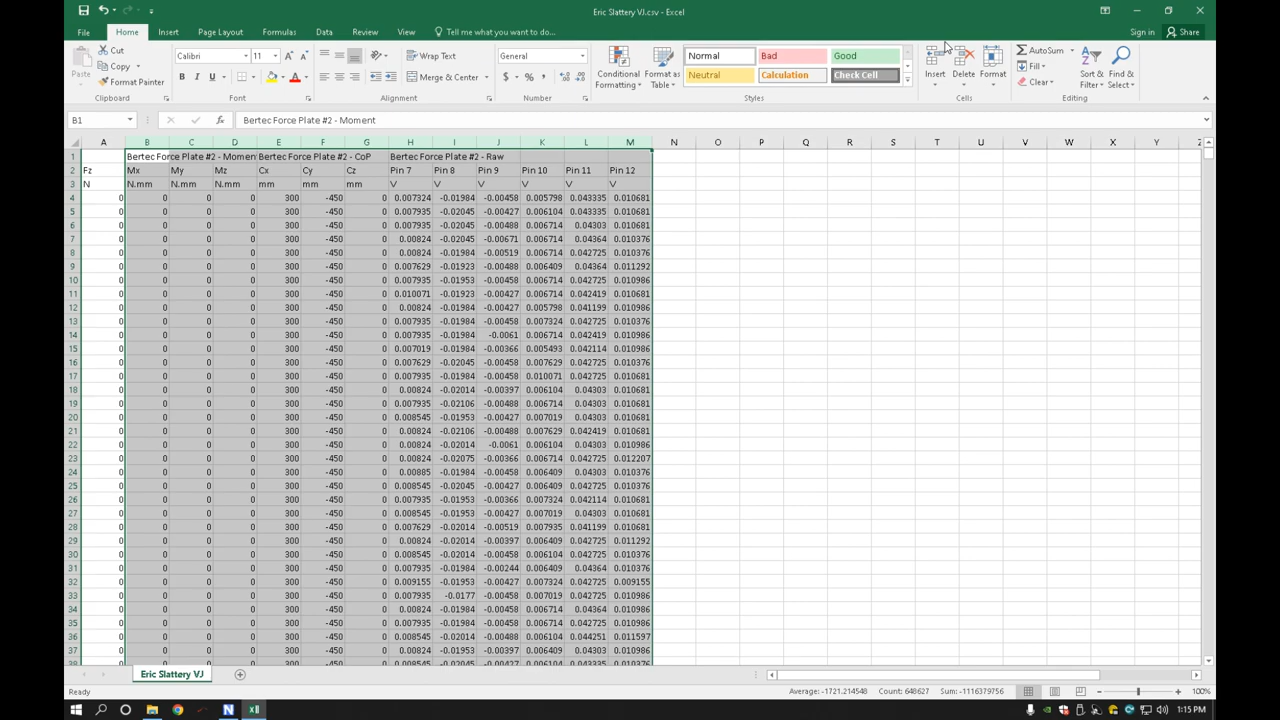 Eric Slattery VJ.csv - Excel
File Home Insert Page Layout Formulas Data Review View Tell me what you want to do... Sign in Share
Cut Calibri 11 Wrap Text General Normal Bad Good AutoSum
Copy Fill
Paste Format Painter Merge & Center Conditional Formatting Format as Table Neutral Calculation Check Cell Insert Delete Format Clear Sort & Filter Find & Select
Clipboard Font Alignment Number Styles Cells Editing
B1 Bertec Force Plate #2 - Moment
A B C D E F G H I J K L M N O P Q R S T U V W X Y Z
1 Bertec Force Plate #2 - Momen Bertec Force Plate #2 - CoP Bertec Force Plate #2 - Raw
2 Fz Mx My Mz Cx Cy Cz Pin 7 Pin 8 Pin 9 Pin 10 Pin 11 Pin 12
3 N N.mm N.mm N.mm mm mm mm V V V V V V
4 0 0 0 0 300 -450 0 0.007324 -0.01984 -0.00458 0.005798 0.043335 0.010681
5 0 0 0 0 300 -450 0 0.007935 -0.02045 -0.00427 0.006104 0.043335 0.010681
6 0 0 0 0 300 -450 0 0.007935 -0.02045 -0.00488 0.006714 0.04303 0.010681
7 0 0 0 0 300 -450 0 0.00824 -0.02045 -0.00671 0.006714 0.04364 0.010376
8 0 0 0 0 300 -450 0 0.00824 -0.01984 -0.00519 0.006714 0.042725 0.010376
9 0 0 0 0 300 -450 0 0.007629 -0.01923 -0.00488 0.006409 0.04364 0.011292
10 0 0 0 0 300 -450 0 0.007935 -0.01953 -0.00458 0.006714 0.042725 0.010986
11 0 0 0 0 300 -450 0 0.010071 -0.01923 -0.00427 0.006714 0.042419 0.010681
12 0 0 0 0 300 -450 0 0.00824 -0.01984 -0.00427 0.005798 0.041199 0.010986
13 0 0 0 0 300 -450 0 0.007935 -0.01984 -0.00458 0.007324 0.042725 0.010376
14 0 0 0 0 300 -450 0 0.007935 -0.01984 -0.0061 0.006714 0.042419 0.010986
15 0 0 0 0 300 -450 0 0.007019 -0.01984 -0.00366 0.005493 0.042114 0.010986
16 0 0 0 0 300 -450 0 0.007629 -0.02045 -0.00458 0.007629 0.042725 0.010376
17 0 0 0 0 300 -450 0 0.007935 -0.01984 -0.00458 0.010071 0.042725 0.010681
18 0 0 0 0 300 -450 0 0.00824 -0.02014 -0.00397 0.006104 0.04303 0.010681
19 0 0 0 0 300 -450 0 0.007935 -0.02106 -0.00488 0.006714 0.04303 0.010681
20 0 0 0 0 300 -450 0 0.008545 -0.01953 -0.00427 0.007019 0.04303 0.010681
21 0 0 0 0 300 -450 0 0.00824 -0.02106 -0.00488 0.007629 0.042419 0.010681
22 0 0 0 0 300 -450 0 0.00824 -0.02014 -0.0061 0.006104 0.04303 0.010986
23 0 0 0 0 300 -450 0 0.00824 -0.02075 -0.00366 0.006714 0.042725 0.012207
24 0 0 0 0 300 -450 0 0.00885 -0.01984 -0.00458 0.006409 0.04303 0.010376
25 0 0 0 0 300 -450 0 0.008545 -0.02045 -0.00427 0.006409 0.042725 0.010986
26 0 0 0 0 300 -450 0 0.007935 -0.01953 -0.00366 0.007324 0.042114 0.010681
27 0 0 0 0 300 -450 0 0.008545 -0.01953 -0.00427 0.007019 0.04303 0.010681
28 0 0 0 0 300 -450 0 0.007629 -0.02014 -0.00519 0.007935 0.041199 0.010986
29 0 0 0 0 300 -450 0 0.008545 -0.02014 -0.00397 0.006409 0.042725 0.011292
30 0 0 0 0 300 -450 0 0.008545 -0.02014 -0.00458 0.006104 0.042725 0.010376
31 0 0 0 0 300 -450 0 0.00824 -0.01984 -0.00244 0.006409 0.04364 0.010376
32 0 0 0 0 300 -450 0 0.009155 -0.01953 -0.00427 0.007324 0.042725 0.009155
33 0 0 0 0 300 -450 0 0.007935 -0.0177 -0.00458 0.007019 0.042725 0.010986
34 0 0 0 0 300 -450 0 0.00824 -0.01984 -0.00458 0.006714 0.04364 0.010986
35 0 0 0 0 300 -450 0 0.007935 -0.01984 -0.00458 0.006714 0.04303 0.010986
36 0 0 0 0 300 -450 0 0.008545 -0.02014 -0.00488 0.006104 0.044251 0.011597
37 0 0 0 0 300 -450 0 0.00824 -0.01953 -0.00488 0.006409 0.04303 0.010986
38 0 0 0 0 300 -450 0 0.008545 -0.02045 -0.00427 0.006104 0.043335 0.010376
Eric Slattery VJ
Ready Average: -1721.214548 Count: 648627 Sum: -1116379756 100%
1:15 PM